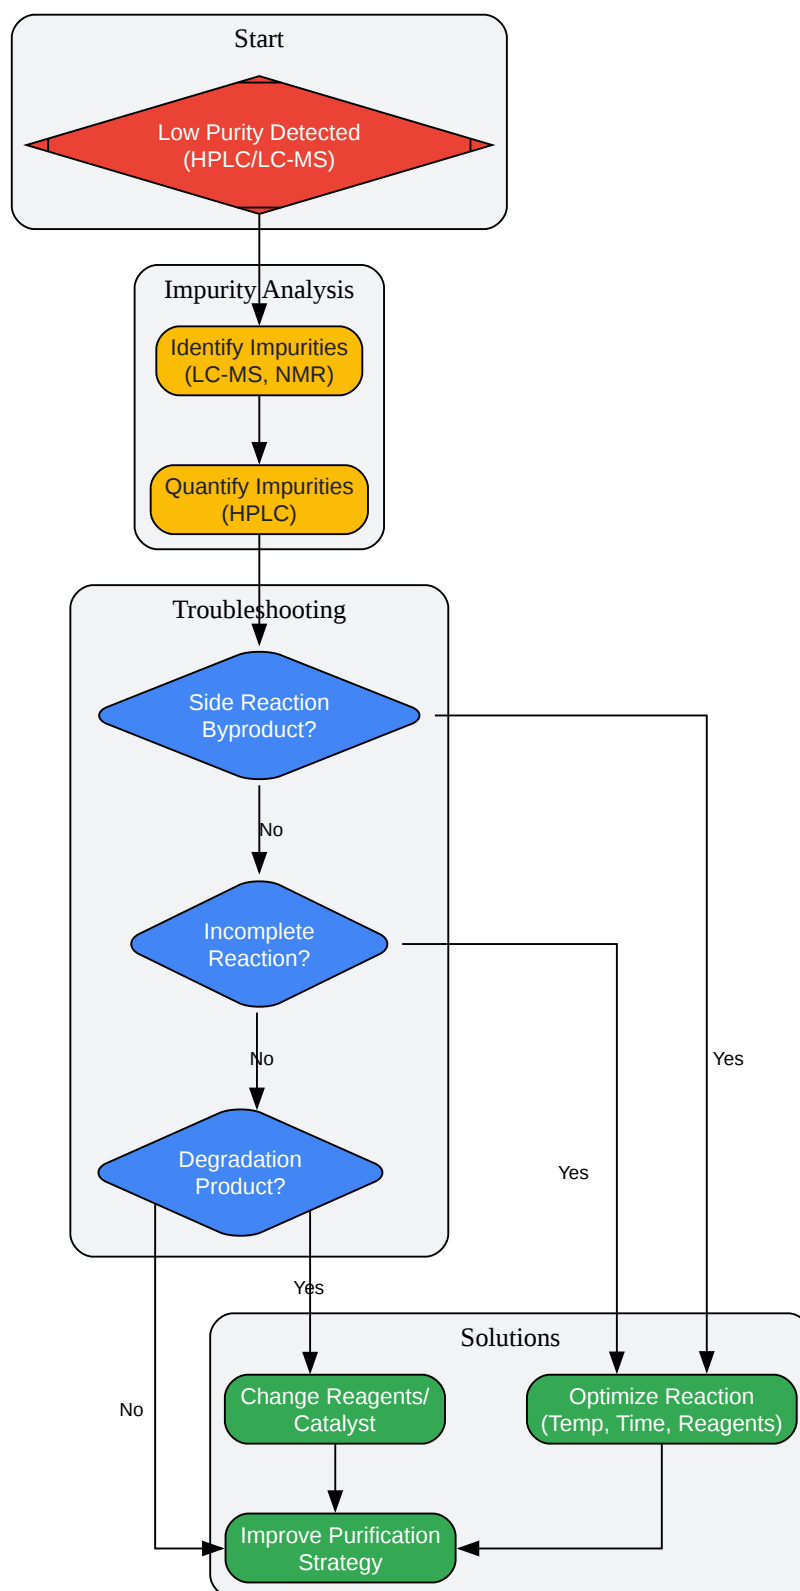 Start
Low Purity Detected
(HPLC/LC-MS)
Impurity Analysis
Identify Impurities
(LC-MS, NMR)
Quantify Impurities
(HPLC)
Troubleshooting
Side Reaction
Byproduct?
No
Incomplete
Reaction?
No
Yes
Degradation
Product?
Yes
Yes
Solutions
Change Reagents/
Catalyst
Optimize Reaction
(Temp, Time, Reagents)
No
Improve Purification
Strategy